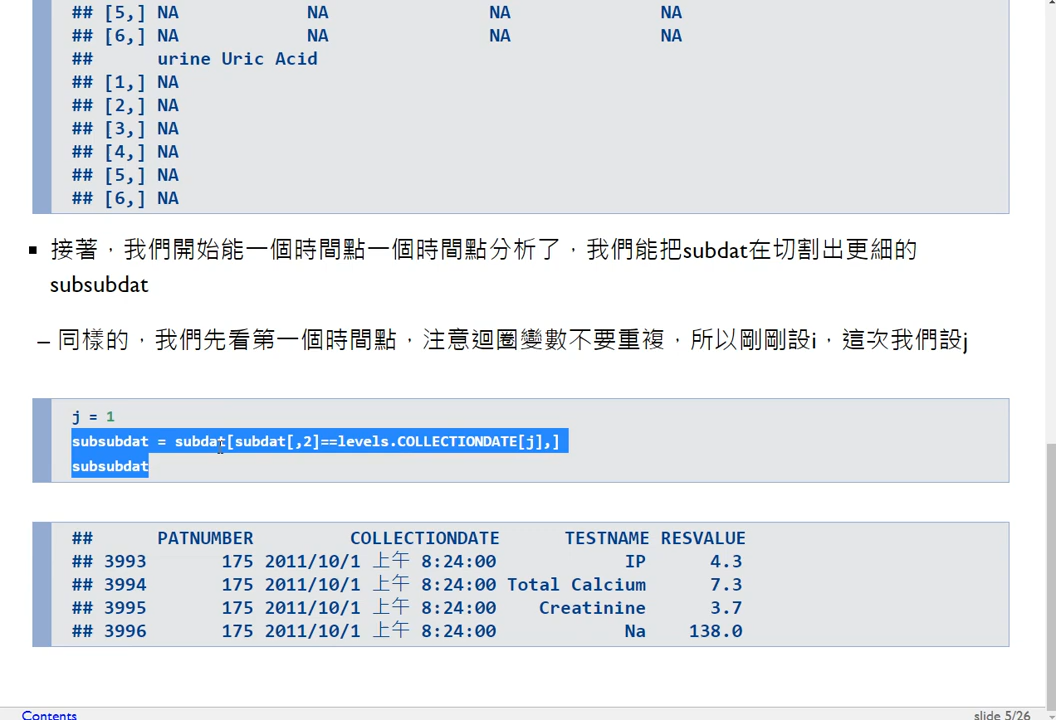 ## [5,] NA NA NA NA
## [6,] NA NA NA NA
## urine Uric Acid
## [1,] NA
## [2,] NA
## [3,] NA
## [4,] NA
## [5,] NA
## [6,] NA
▪ 接著，我們開始能一個時間點一個時間點分析了，我們能把subdat在切割出更細的
subsubdat
– 同樣的，我們先看第一個時間點，注意迴圈變數不要重複，所以剛剛設i，這次我們設j
j = 1
subsubdat = subdat[subdat[,2]==levels.COLLECTIONDATE[j],]
subsubdat
## PATNUMBER COLLECTIONDATE TESTNAME RESVALUE
## 3993 175 2011/10/1 上午 8:24:00 IP 4.3
## 3994 175 2011/10/1 上午 8:24:00 Total Calcium 7.3
## 3995 175 2011/10/1 上午 8:24:00 Creatinine 3.7
## 3996 175 2011/10/1 上午 8:24:00 Na 138.0
Contents slide 5/26